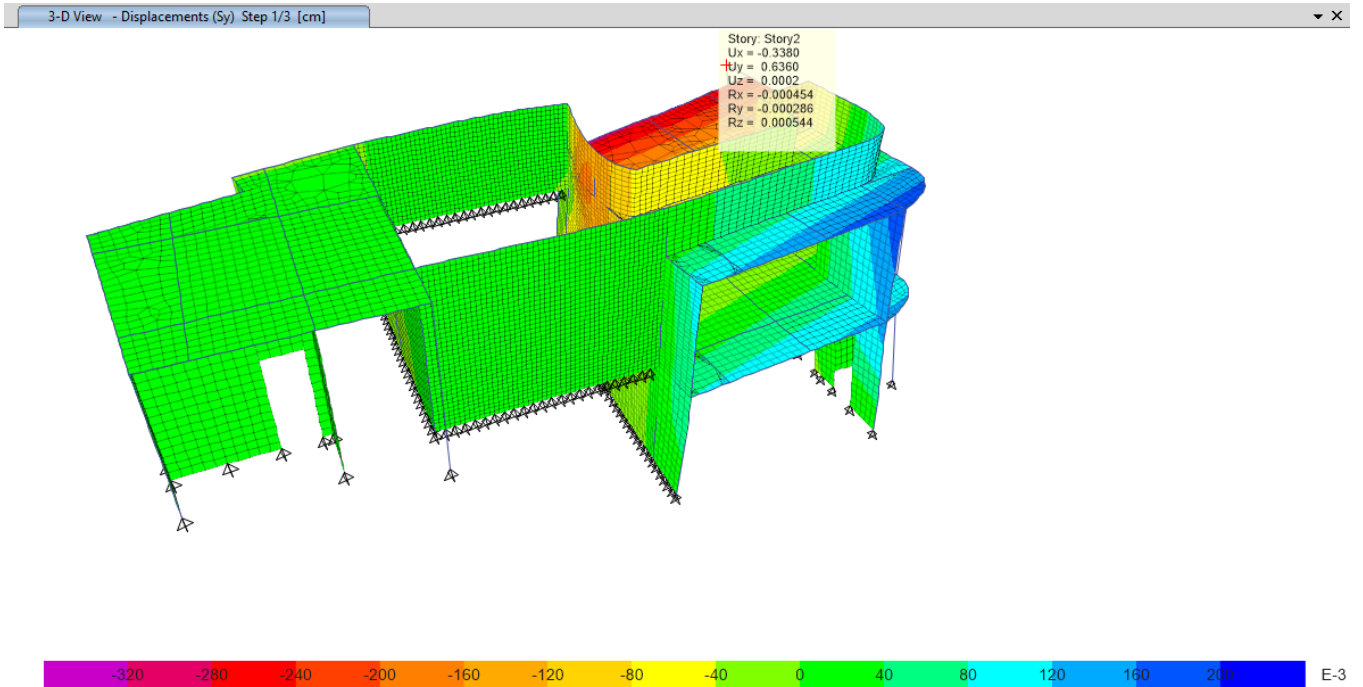 3-D View - Displacements (Sy) Step 1/3 [cm]
Story: Story2
Ux = -0.3380
Uy = 0.6360
Uz = 0.0002
Rx = -0.000454
Ry = -0.000286
Rz = 0.000544
-320 -280 -240 -200 -160 -120 -80 -40 0 40 80 120 160 200 E-3